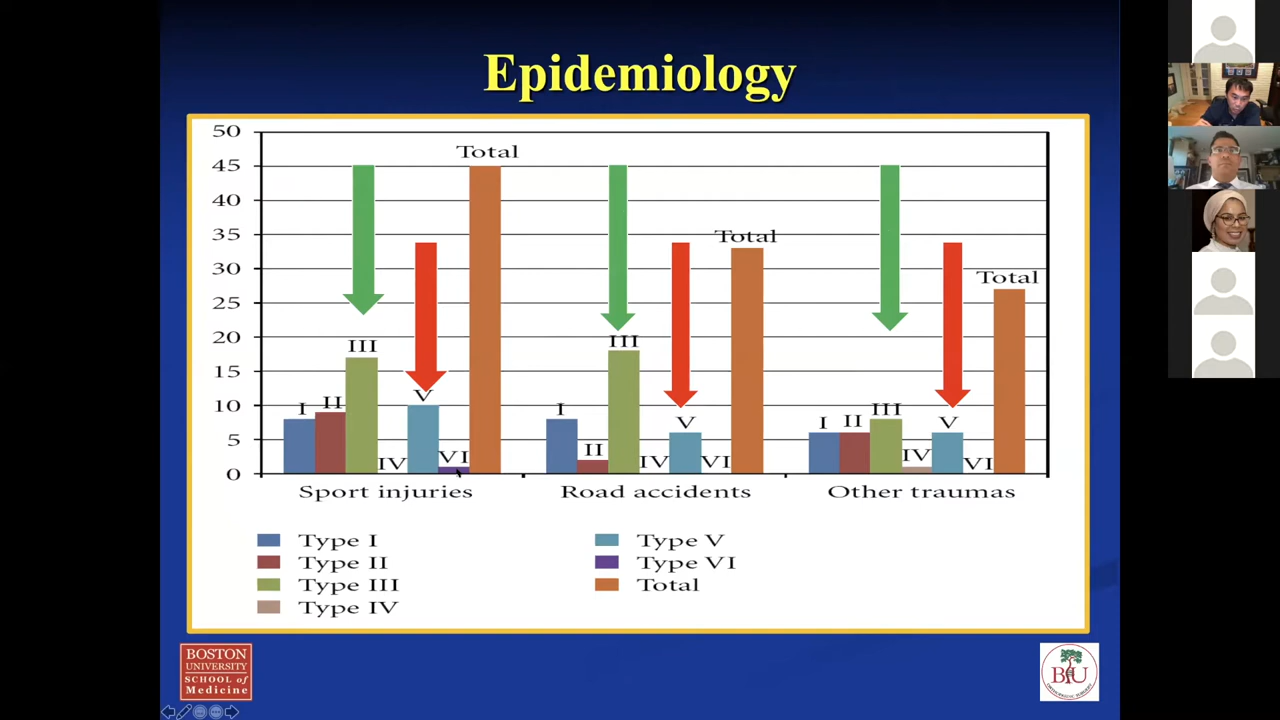 Epidemiology
50
45
40
35
30
25
20
15
10
5
0
Total
III
I
II
IV
V
VI
Total
III
I
II
IV
V
VI
Total
I
II
III
IV
V
VI
Sport injuries
Road accidents
Other traumas
Type I
Type II
Type III
Type IV
Type V
Type VI
Total
BOSTON
UNIVERSITY
SCHOOL of
Medicine
BU